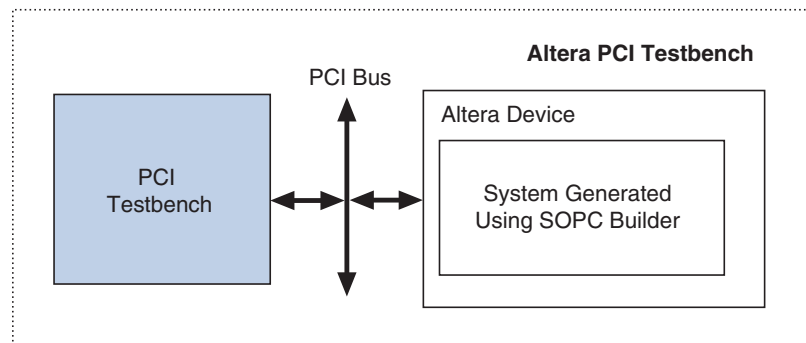 Altera PCI Testbench
PCI Bus
Altera Device
PCI
Testbench
System Generated
Using SOPC Builder